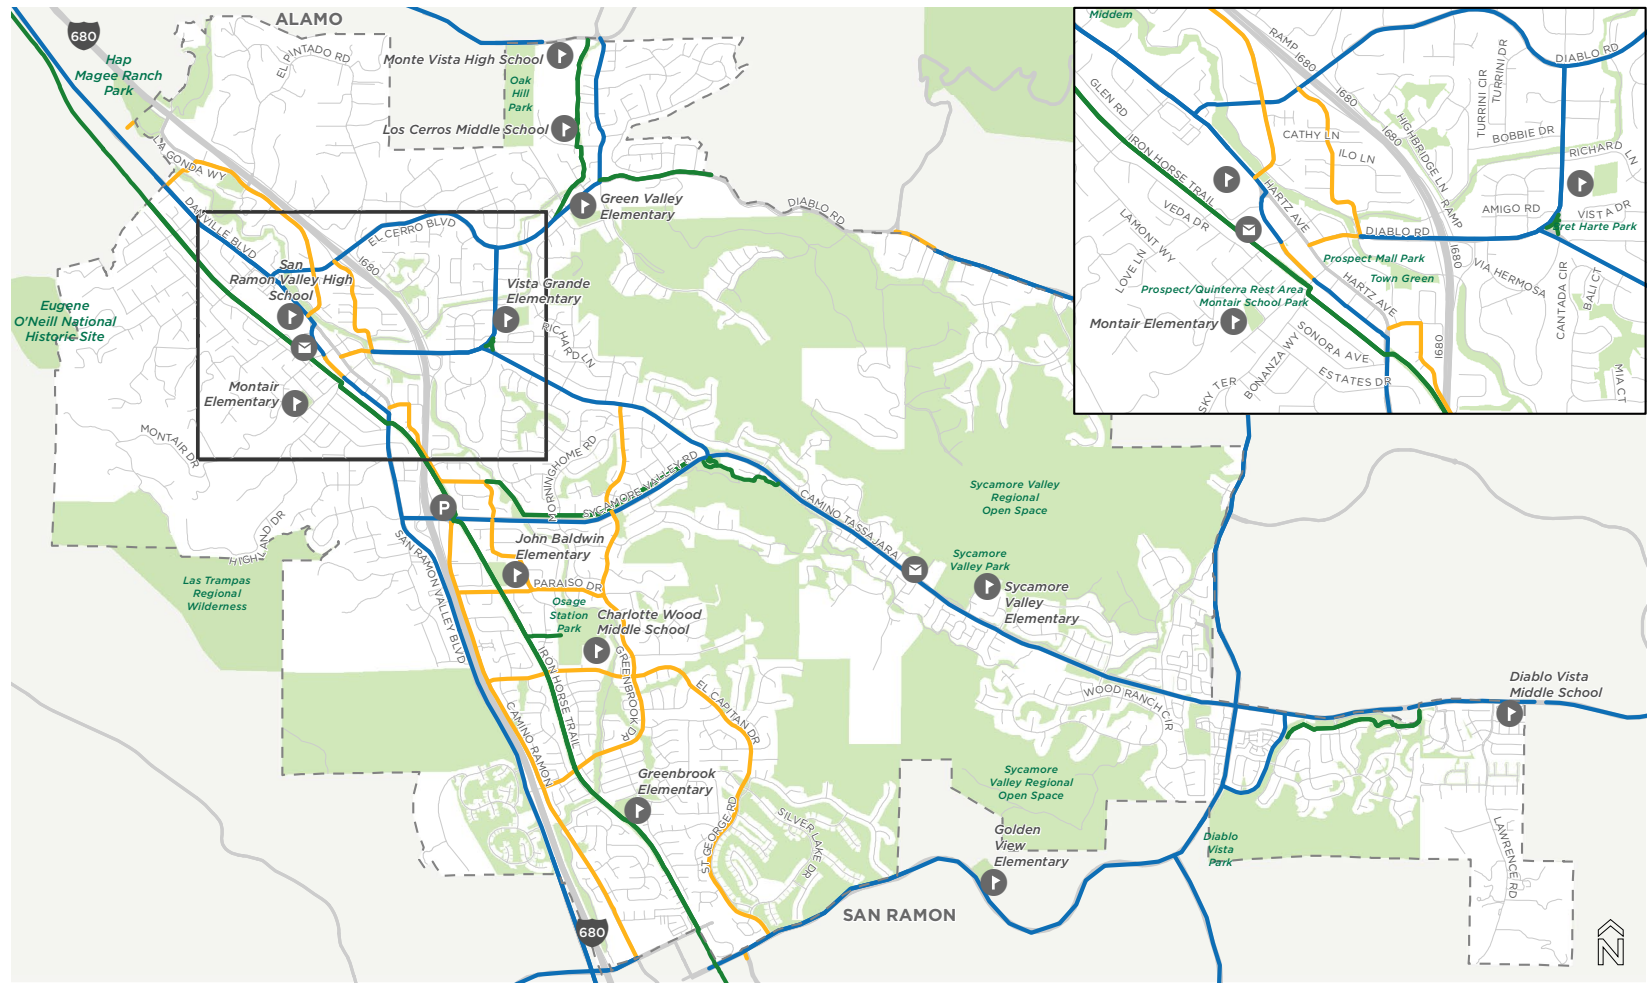 ALAMO
680
Hap
Magee Ranch
Park
EL PINTADO RD
Monte Vista High School
Oak
Hill
Park
Los Cerros Middle School
LA GONDA WY
DANVILLE BLVD
EL CERRO BLVD
I680
Green Valley
Elementary
DIABLO RD
San
Ramon Valley High
School
Vista Grande
Elementary
RICHARD LN
Eugene
O'Neill National
Historic Site
Montair
Elementary
MONTAIR DR
HIGHLAND DR
Las Trampas
Regional
Wilderness
P
MORNINGHOME RD
SYCAMORE VALLEY RD
CAMINO TASSAJARA
John Baldwin
Elementary
PARAISO DR
SAN RAMON VALLEY BLVD
Osage
Station
Park
Charlotte Wood
Middle School
IRON HORSE TRAIL
GREENBROOK DR
EL CAPITAN DR
CAMINO RAMON
Greenbrook
Elementary
ST. GEORGE RD
SILVER LAKE DR
680
SAN RAMON
Golden
View
Elementary
Sycamore
Valley Regional
Open Space
Sycamore Valley
Regional
Open Space
Sycamore
Valley Park
Sycamore
Valley
Elementary
WOOD RANCH CIR
Diablo Vista
Middle School
Diablo
Vista
Park
LAWRENCE RD
N
Middem
GLEN RD
IRON HORSE TRAIL
VEDA DR
LAMONT WY
LOVE LN
RAMP I680
I680
I680
HIGHBRIDGE LN
RAMP
I680
I680
CATHY LN
ILO LN
HARTZ AVE
TURRINI CIR
TURRINI DR
DIABLO RD
BOBBIE DR
RICHARD LN
AMIGO RD
VISTA DR
Bret Harte Park
DIABLO RD
Prospect Mall Park
Town Green
HARTZ AVE
VIA HERMOSA
CANTADA CIR
BALI CT
MIA CT
Prospect/Quinterra Rest Area
Montair School Park
Montair Elementary
SONORA AVE
BONANZA WY
ESTATES DR
SKY TER